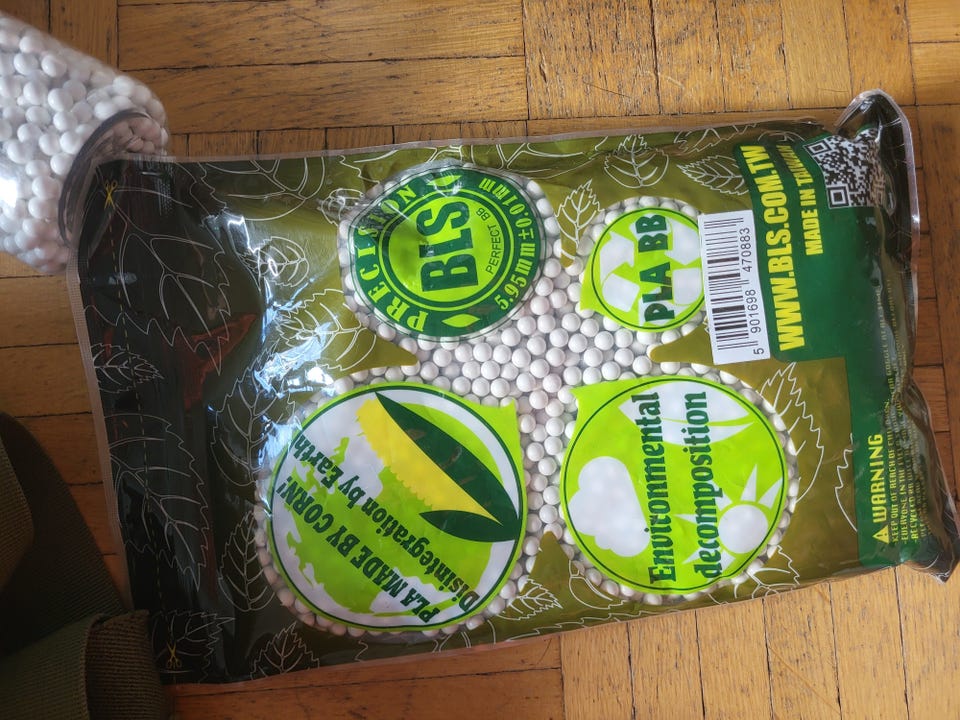 PRECISION
BLS
PERFECT BB
5.95mm ±0.01mm
PLA BB
PLA MADE BY CORN!
Disintegration by Earth
Environmental
decomposition
5 901698 470883
WWW.BLS.COM.TW
MADE IN TAIWAN
WARNING